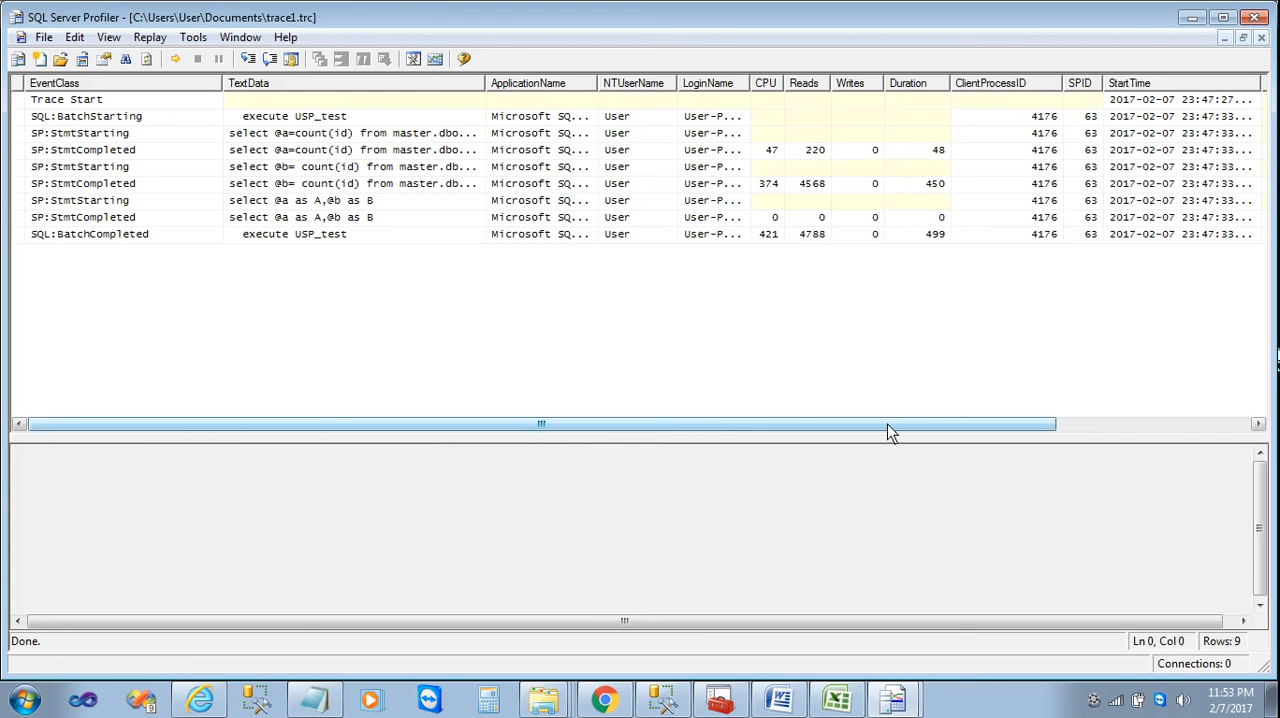 SQL Server Profiler - [C:\Users\User\Documents\trace1.trc]
File Edit View Replay Tools Window Help
EventClass TextData ApplicationName NTUserName LoginName CPU Reads Writes Duration ClientProcessID SPID StartTime
Trace Start 2017-02-07 23:47:27...
SQL:BatchStarting execute USP_test Microsoft SQ... User User-P... 4176 63 2017-02-07 23:47:33...
SP:StmtStarting select @a=count(id) from master.dbo... Microsoft SQ... User User-P... 4176 63 2017-02-07 23:47:33...
SP:StmtCompleted select @a=count(id) from master.dbo... Microsoft SQ... User User-P... 47 220 0 48 4176 63 2017-02-07 23:47:33...
SP:StmtStarting select @b= count(id) from master.db... Microsoft SQ... User User-P... 4176 63 2017-02-07 23:47:33...
SP:StmtCompleted select @b= count(id) from master.db... Microsoft SQ... User User-P... 374 4568 0 450 4176 63 2017-02-07 23:47:33...
SP:StmtStarting select @a as A,@b as B Microsoft SQ... User User-P... 4176 63 2017-02-07 23:47:33...
SP:StmtCompleted select @a as A,@b as B Microsoft SQ... User User-P... 0 0 0 0 4176 63 2017-02-07 23:47:33...
SQL:BatchCompleted execute USP_test Microsoft SQ... User User-P... 421 4788 0 499 4176 63 2017-02-07 23:47:33...
Done. Ln 0, Col 0 Rows: 9
Connections: 0
11:53 PM
2/7/2017